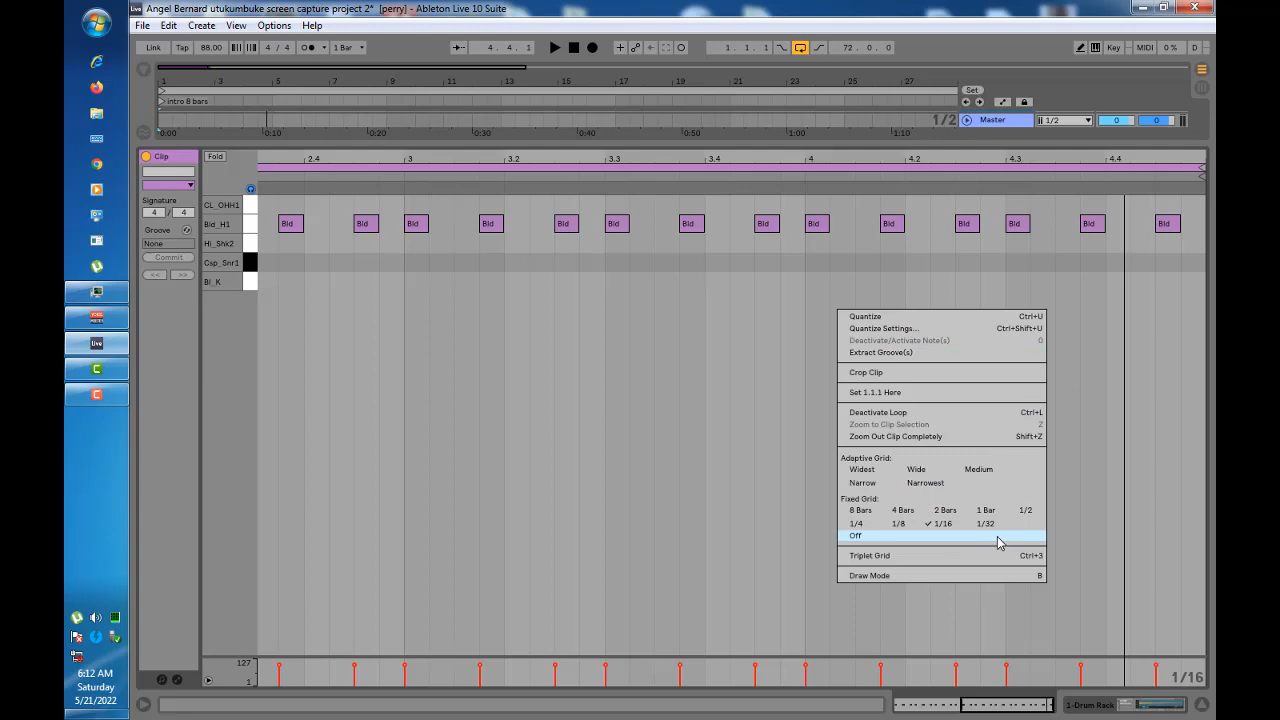 Live Angel Bernard utukumbuke screen capture project 2* [perry] - Ableton Live 10 Suite
File Edit Create View Options Help
Link Tap 88.00 4 / 4 1 Bar 4. 4. 1 1. 1. 1 72. 0. 0 Key MIDI 0 % D
1 3 5 7 9 11 13 15 17 19 21 23 25 27
Set
intro 8 bars
1/2 Master 1/2 0 0
0:00 0:10 0:20 0:30 0:40 0:50 1:00 1:10
Clip Fold
2.4 3 3.2 3.3 3.4 4 4.2 4.3 4.4
Signature
4 / 4
Groove
None
Commit
<< >>
CL_OHH1
Bld_H1 Bld Bld Bld Bld Bld Bld Bld Bld Bld Bld Bld Bld Bld Bld
Hi_Shk2
Csp_Snr1
Bl_K
Quantize Ctrl+U
Quantize Settings... Ctrl+Shift+U
Deactivate/Activate Note(s) 0
Extract Groove(s)
Crop Clip
Set 1.1.1 Here
Deactivate Loop Ctrl+L
Zoom to Clip Selection Z
Zoom Out Clip Completely Shift+Z
Adaptive Grid:
Widest Wide Medium
Narrow Narrowest
Fixed Grid:
8 Bars 4 Bars 2 Bars 1 Bar 1/2
1/4 1/8 ✓ 1/16 1/32
Off
Triplet Grid Ctrl+3
Draw Mode B
127
1
1/16
1-Drum Rack
Live
6:12 AM
Saturday
5/21/2022